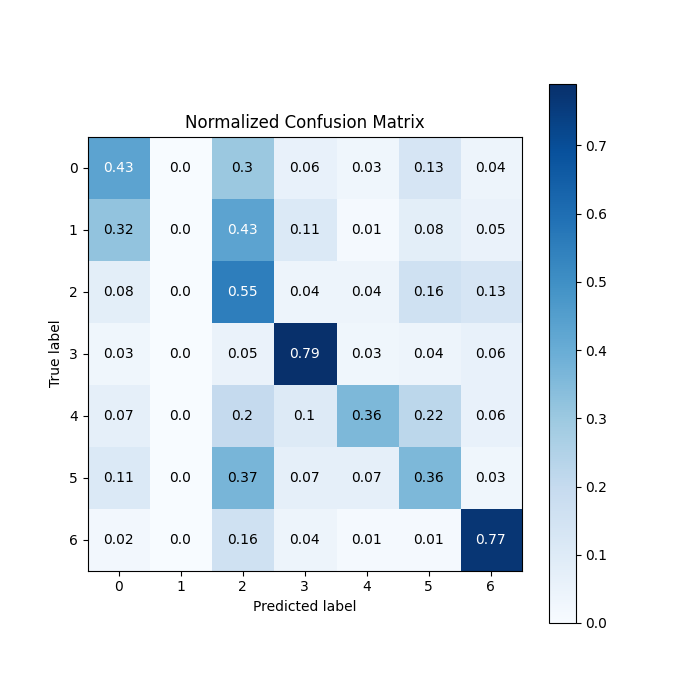 Normalized Confusion Matrix
True label
0 0.43 0.0 0.3 0.06 0.03 0.13 0.04
1 0.32 0.0 0.43 0.11 0.01 0.08 0.05
2 0.08 0.0 0.55 0.04 0.04 0.16 0.13
3 0.03 0.0 0.05 0.79 0.03 0.04 0.06
4 0.07 0.0 0.2 0.1 0.36 0.22 0.06
5 0.11 0.0 0.37 0.07 0.07 0.36 0.03
6 0.02 0.0 0.16 0.04 0.01 0.01 0.77
0 1 2 3 4 5 6
Predicted label
0.7
0.6
0.5
0.4
0.3
0.2
0.1
0.0